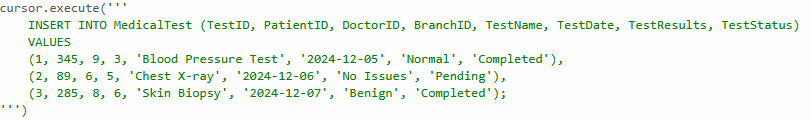 cursor.execute('''
    INSERT INTO MedicalTest (TestID, PatientID, DoctorID, BranchID, TestName, TestDate, TestResults, TestStatus)
    VALUES
    (1, 345, 9, 3, 'Blood Pressure Test', '2024-12-05', 'Normal', 'Completed'),
    (2, 89, 6, 5, 'Chest X-ray', '2024-12-06', 'No Issues', 'Pending'),
    (3, 285, 8, 6, 'Skin Biopsy', '2024-12-07', 'Benign', 'Completed');
''')